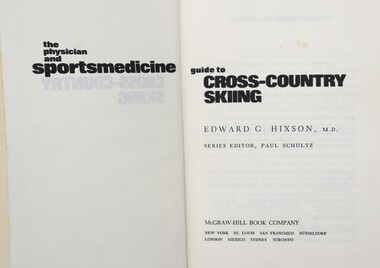 the
physician
and
sportsmedicine
guide to
CROSS-COUNTRY
SKIING
EDWARD G. HIXSON, M.D.
SERIES EDITOR, PAUL SCHULTZ
McGRAW-HILL BOOK COMPANY
NEW YORK ST. LOUIS SAN FRANCISCO DÜSSELDORF
LONDON MEXICO SYDNEY TORONTO